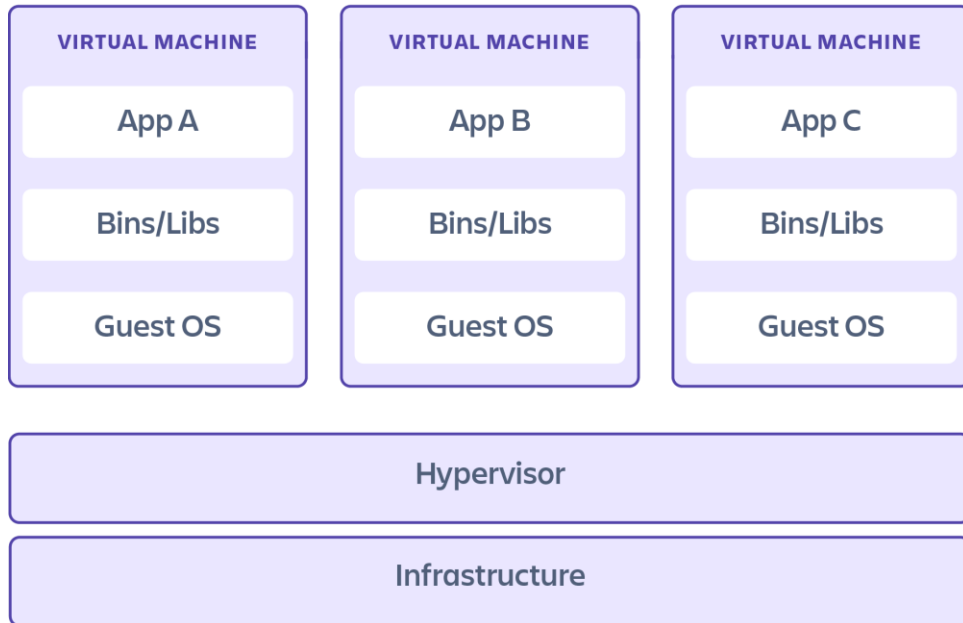 VIRTUAL MACHINE
App A
Bins/Libs
Guest OS
VIRTUAL MACHINE
App B
Bins/Libs
Guest OS
VIRTUAL MACHINE
App C
Bins/Libs
Guest OS
Hypervisor
Infrastructure